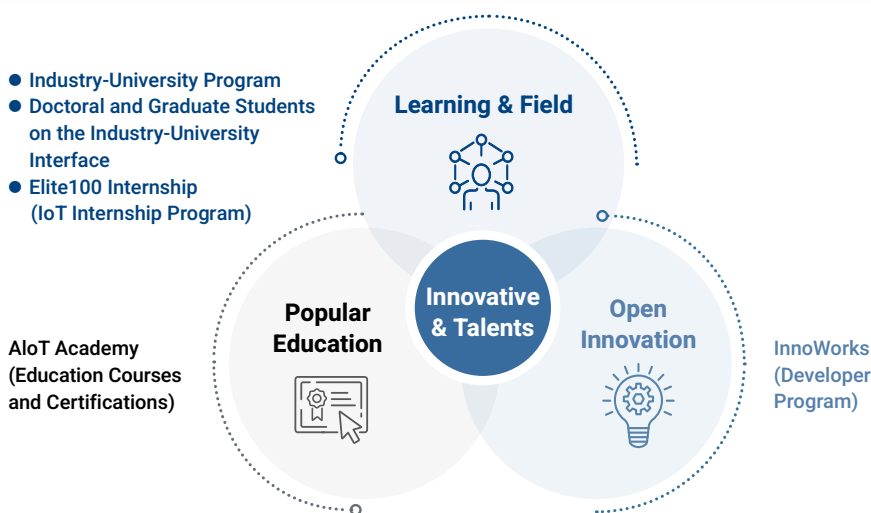 Industry-University Program
Doctoral and Graduate Students
on the Industry-University
Interface
Elite100 Internship
(IoT Internship Program)
Learning & Field
Innovative
& Talents
Popular
Education
Open
Innovation
AIoT Academy
(Education Courses
and Certifications)
InnoWorks
(Developer
Program)